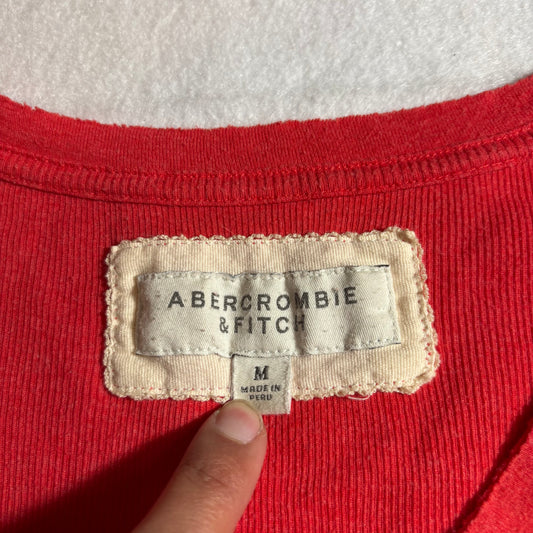 ABERCROMBIE
& FITCH
M
MADE IN
PERU